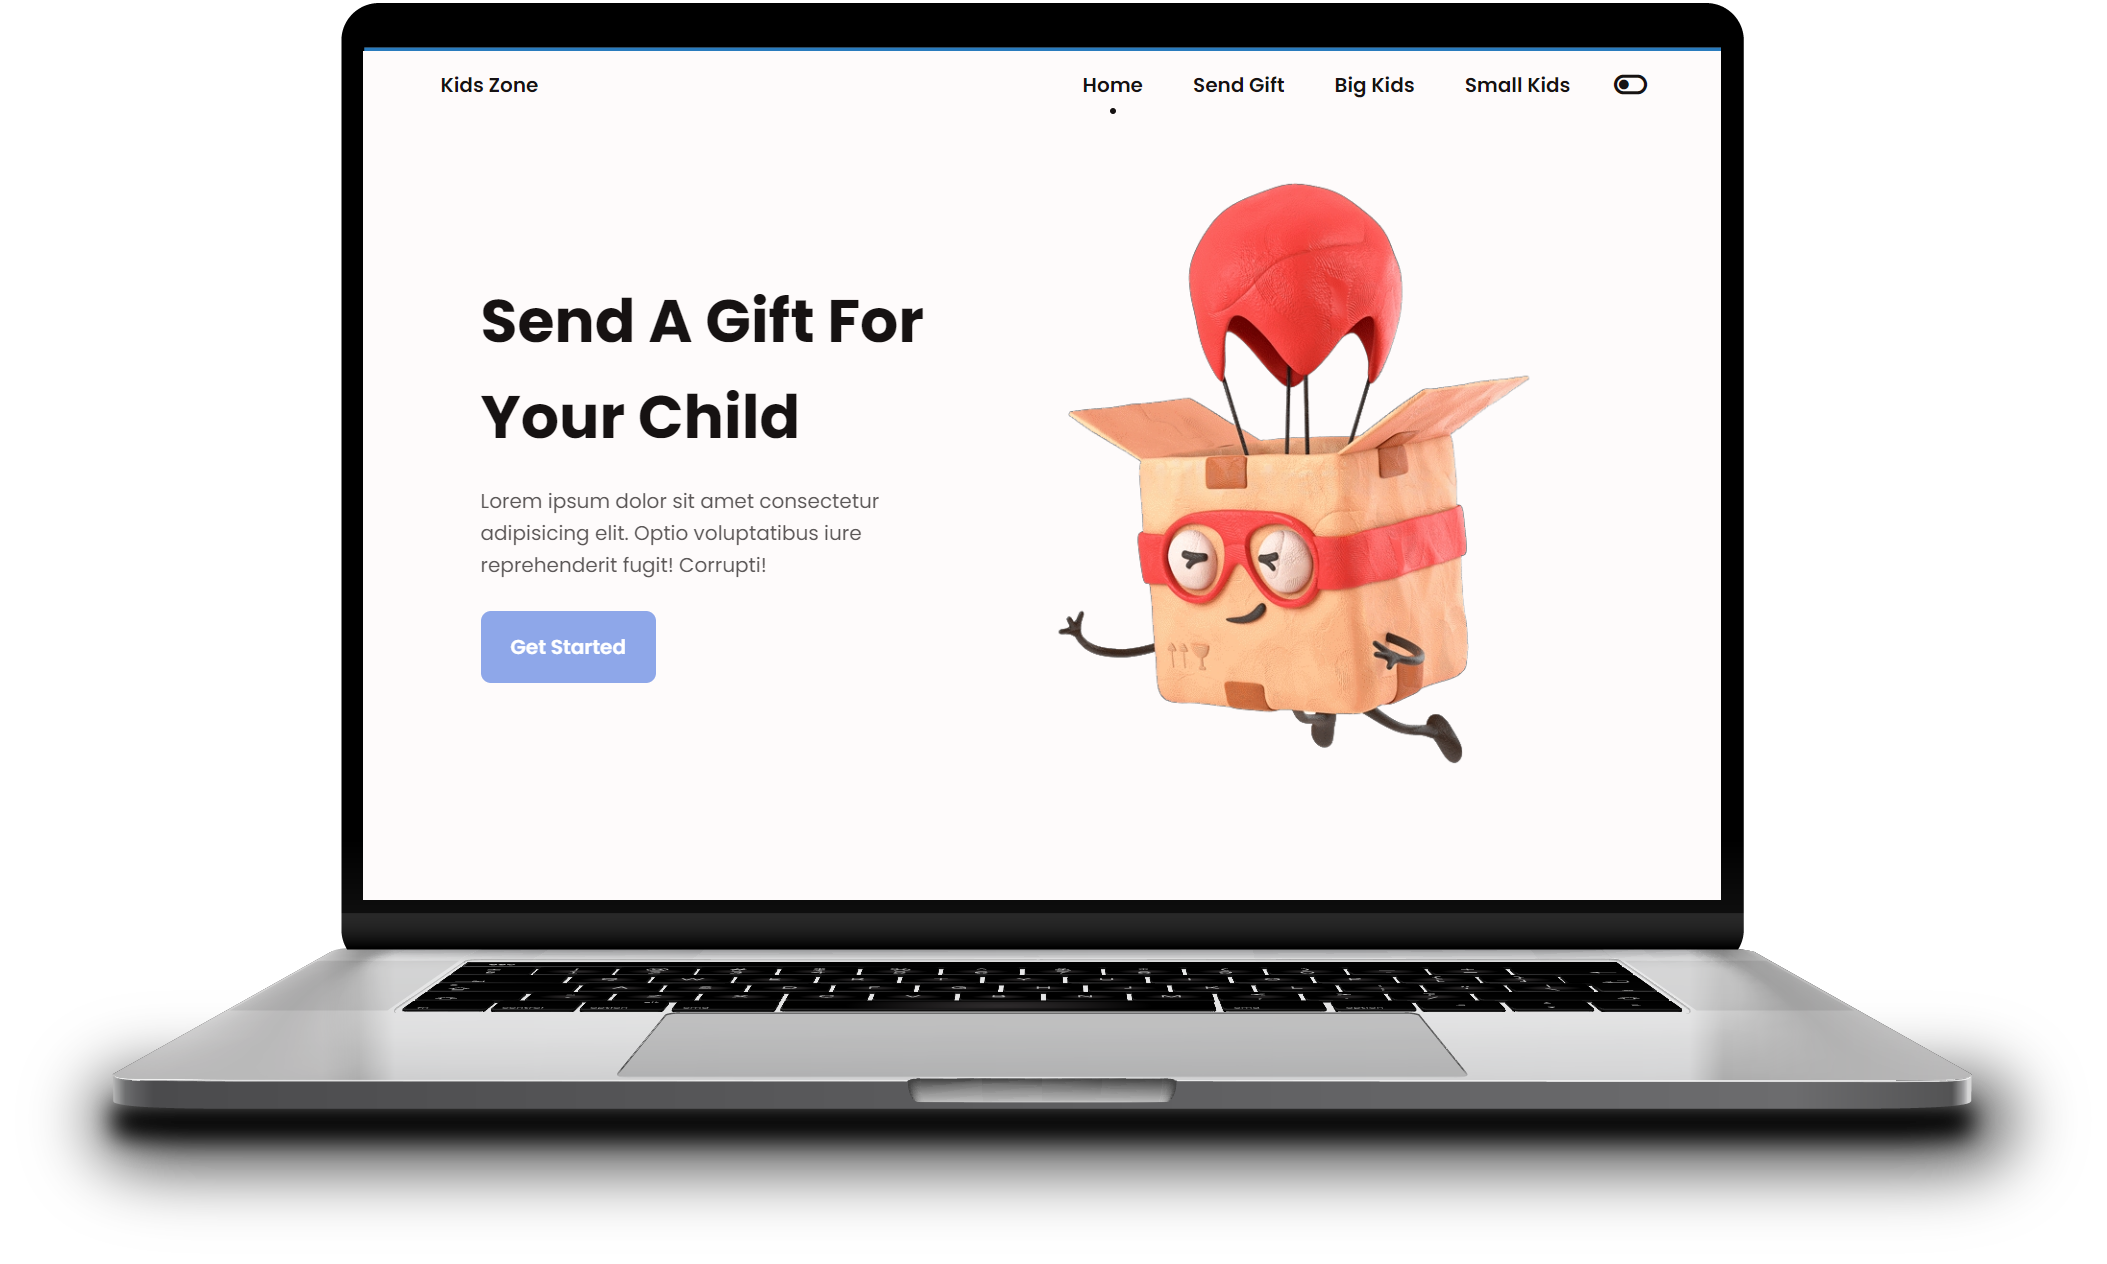 Kids Zone
Home
Send Gift
Big Kids
Small Kids
Send A Gift For
Your Child
Lorem ipsum dolor sit amet consectetur
adipisicing elit. Optio voluptatibus iure
reprehenderit fugit! Corrupti!
Get Started